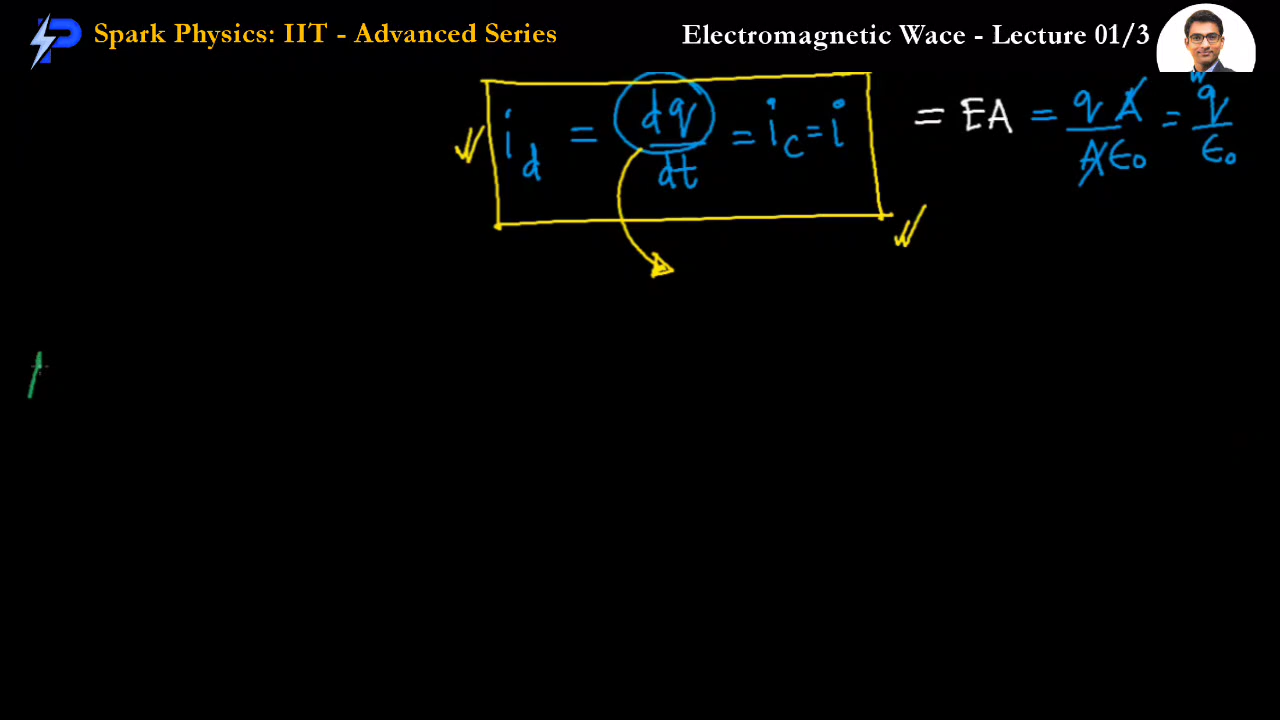 Spark Physics: IIT - Advanced Series
Electromagnetic Wace - Lecture 01/3
i_d = dq/dt = i_c = i
= EA = qA/Aϵ₀ = q/ϵ₀